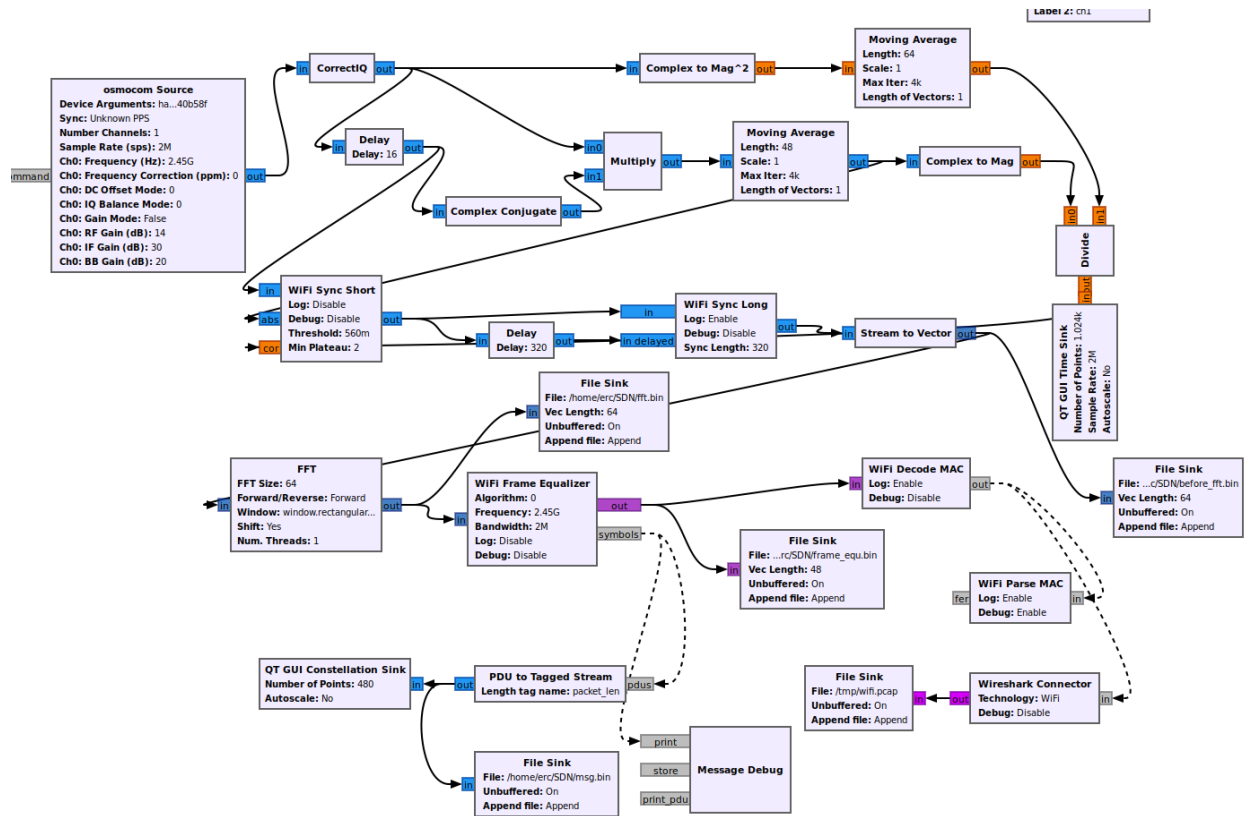 Label 2: ch1
osmocom Source
Device Arguments: ha...40b58f
Sync: Unknown PPS
Number Channels: 1
Sample Rate (sps): 2M
Ch0: Frequency (Hz): 2.45G
Ch0: Frequency Correction (ppm): 0
Ch0: DC Offset Mode: 0
Ch0: IQ Balance Mode: 0
Ch0: Gain Mode: False
Ch0: RF Gain (dB): 14
Ch0: IF Gain (dB): 30
Ch0: BB Gain (dB): 20
ommand
out
in
CorrectIQ
out
in
Complex to Mag^2
out
in
Moving Average
Length: 64
Scale: 1
Max Iter: 4k
Length of Vectors: 1
out
in
Delay
Delay: 16
out
in
Complex Conjugate
out
in0
in1
Multiply
out
in
Moving Average
Length: 48
Scale: 1
Max Iter: 4k
Length of Vectors: 1
out
in
Complex to Mag
out
in0
in1
Divide
out
in
QT GUI Time Sink
Number of Points: 1.024k
Sample Rate: 2M
Autoscale: No
in
abs
cor
WiFi Sync Short
Log: Disable
Debug: Disable
Threshold: 560m
Min Plateau: 2
out
in
Delay
Delay: 320
out
in
in delayed
WiFi Sync Long
Log: Enable
Debug: Disable
Sync Length: 320
out
in
Stream to Vector
out
in
File Sink
File: /home/erc/SDN/fft.bin
Vec Length: 64
Unbuffered: On
Append file: Append
in
FFT
FFT Size: 64
Forward/Reverse: Forward
Window: window.rectangular...
Shift: Yes
Num. Threads: 1
out
in
WiFi Frame Equalizer
Algorithm: 0
Frequency: 2.45G
Bandwidth: 2M
Log: Disable
Debug: Disable
out
symbols
in
WiFi Decode MAC
Log: Enable
Debug: Disable
out
in
File Sink
File: ...c/SDN/before_fft.bin
Vec Length: 64
Unbuffered: On
Append file: Append
in
File Sink
File: ...rc/SDN/frame_equ.bin
Vec Length: 48
Unbuffered: On
Append file: Append
fer
WiFi Parse MAC
Log: Enable
Debug: Enable
in
QT GUI Constellation Sink
Number of Points: 480
Autoscale: No
in
out
PDU to Tagged Stream
Length tag name: packet_len
pdus
File Sink
File: /tmp/wifi.pcap
Unbuffered: On
Append file: Append
in
out
Wireshark Connector
Technology: WiFi
Debug: Disable
in
in
File Sink
File: /home/erc/SDN/msg.bin
Unbuffered: On
Append file: Append
print
store
print_pdu
Message Debug